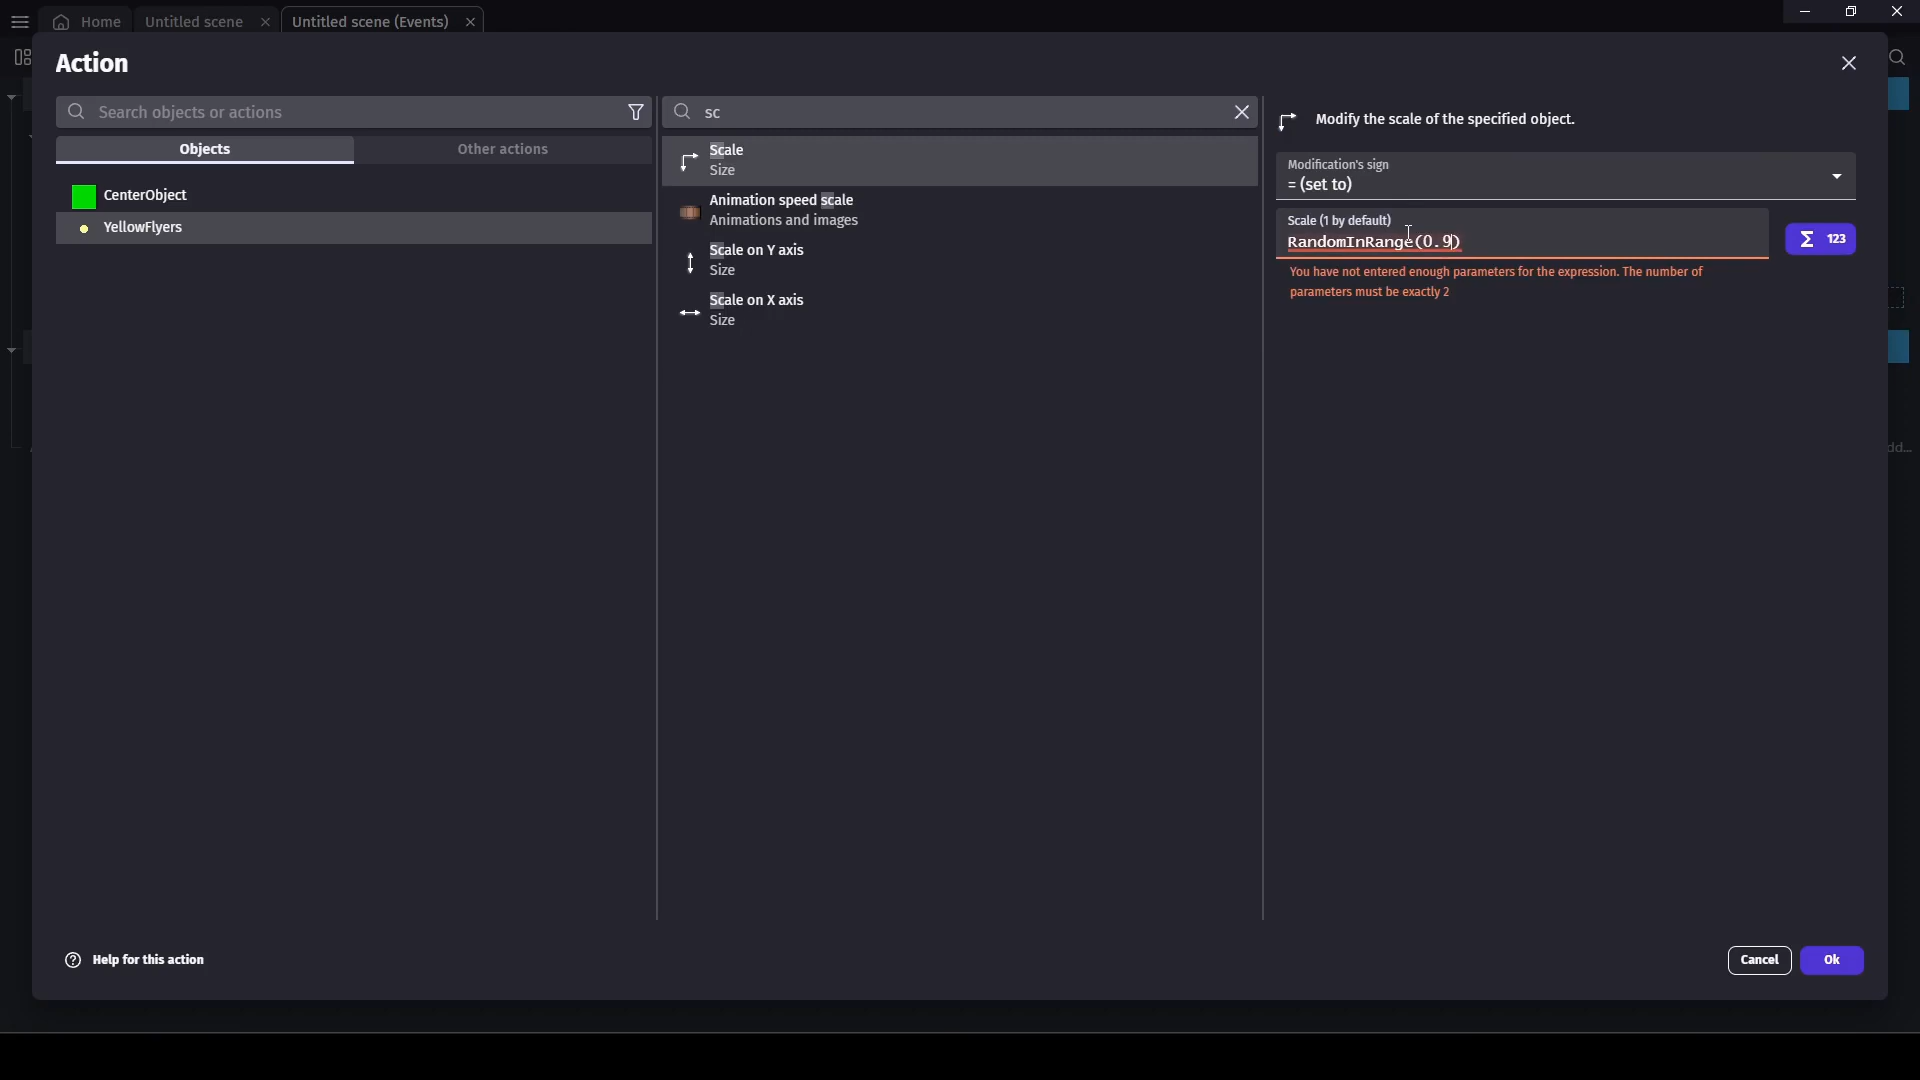 Home
Untitled scene
Untitled scene (Events)
Action
Search objects or actions
Objects
Other actions
CenterObject
YellowFlyers
sc
Scale
Size
Animation speed scale
Animations and images
Scale on Y axis
Size
Scale on X axis
Size
Modify the scale of the specified object.
Modification's sign
= (set to)
Scale (1 by default)
RandomInRange(0.9)
Σ 123
You have not entered enough parameters for the expression. The number of
parameters must be exactly 2
dd...
Help for this action
Cancel
Ok